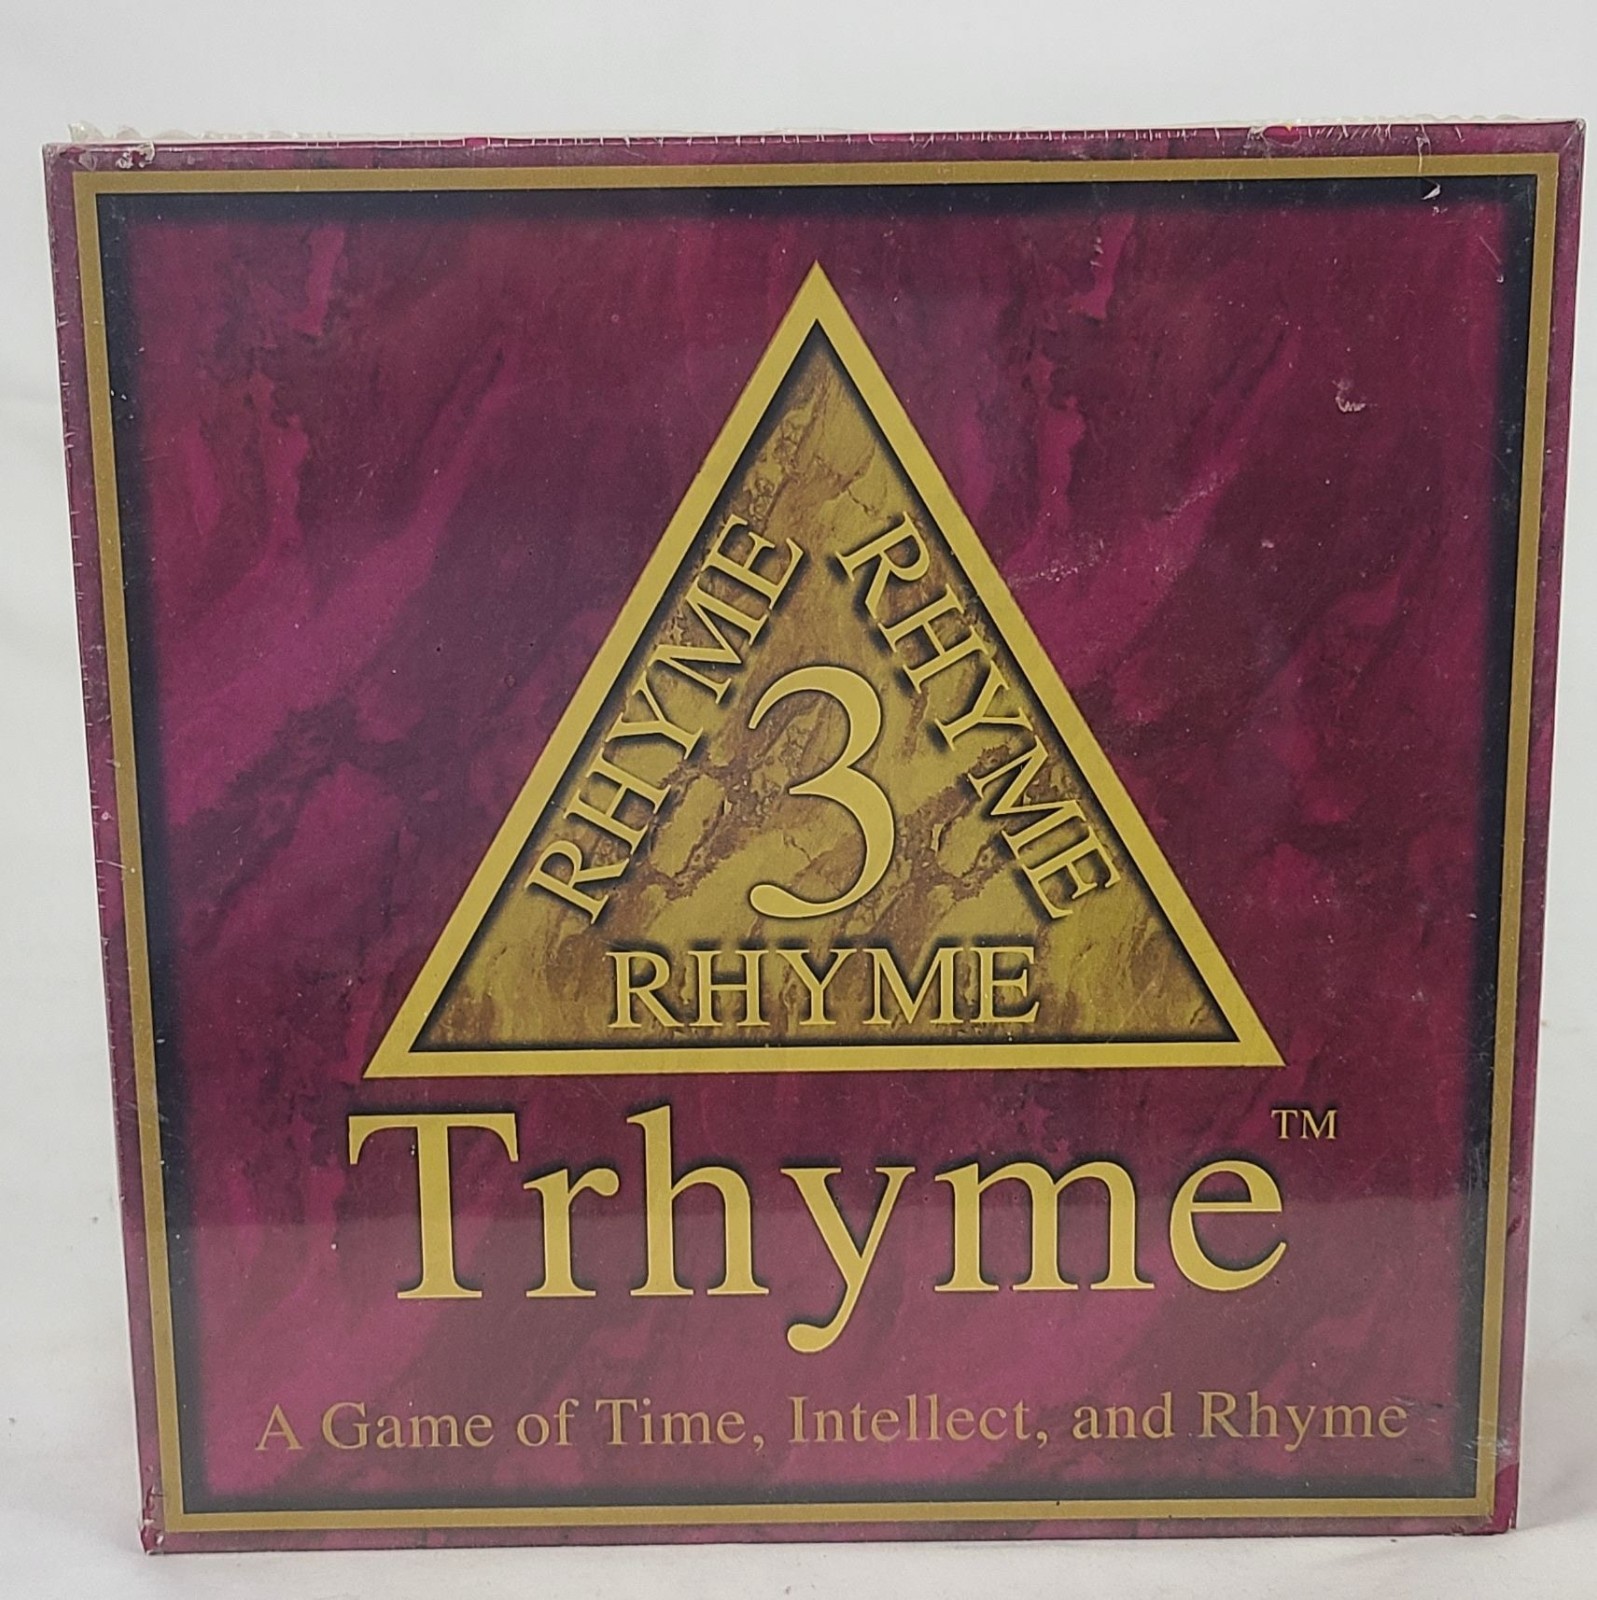 RHYME
RHYME
3
RHYME
Trhyme™
A Game of Time, Intellect, and Rhyme